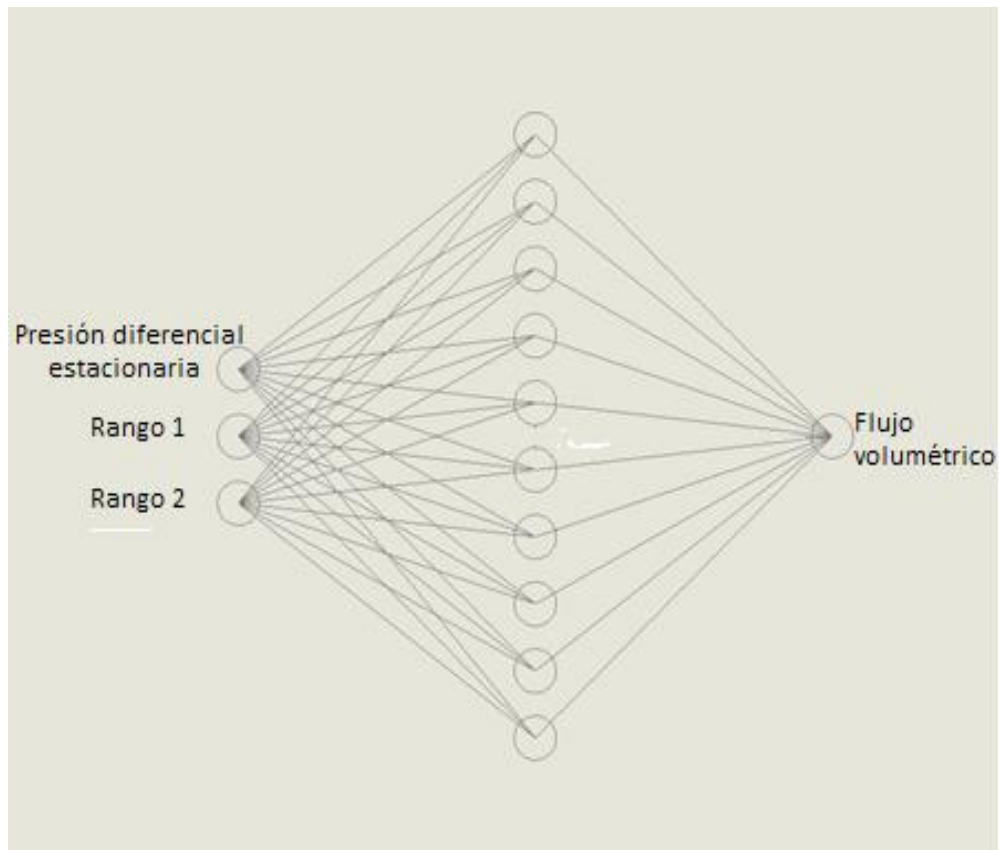 Presión diferencial
estacionaria
Rango 1
Rango 2
Flujo
volumétrico